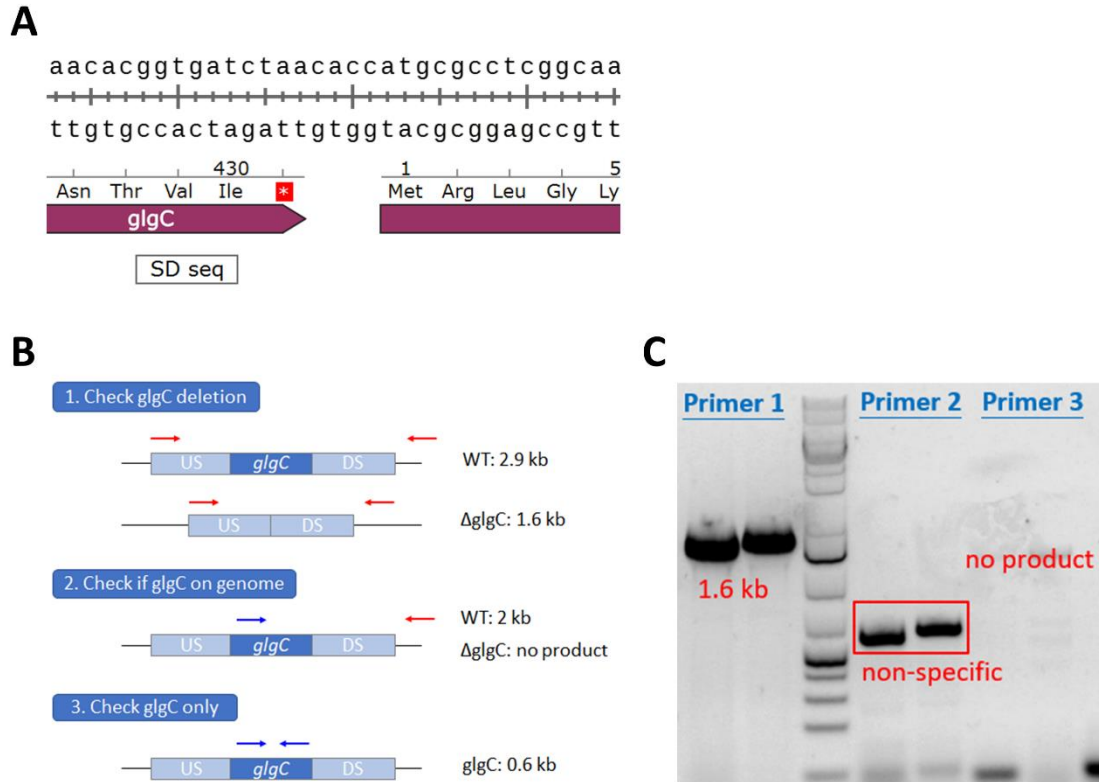 A
aacacggtgatctaacaccatgcgcctcggcaa
ttgtgccactagattgtggtacgcggagccgtt
430 1 5
Asn Thr Val Ile * Met Arg Leu Gly Ly
glgC
SD seq
B
1. Check glgC deletion
US glgC DS WT: 2.9 kb
US DS ΔglgC: 1.6 kb
2. Check if glgC on genome
WT: 2 kb
US glgC DS ΔglgC: no product
3. Check glgC only
US glgC DS glgC: 0.6 kb
C
Primer 1 Primer 2 Primer 3
no product
1.6 kb
non-specific